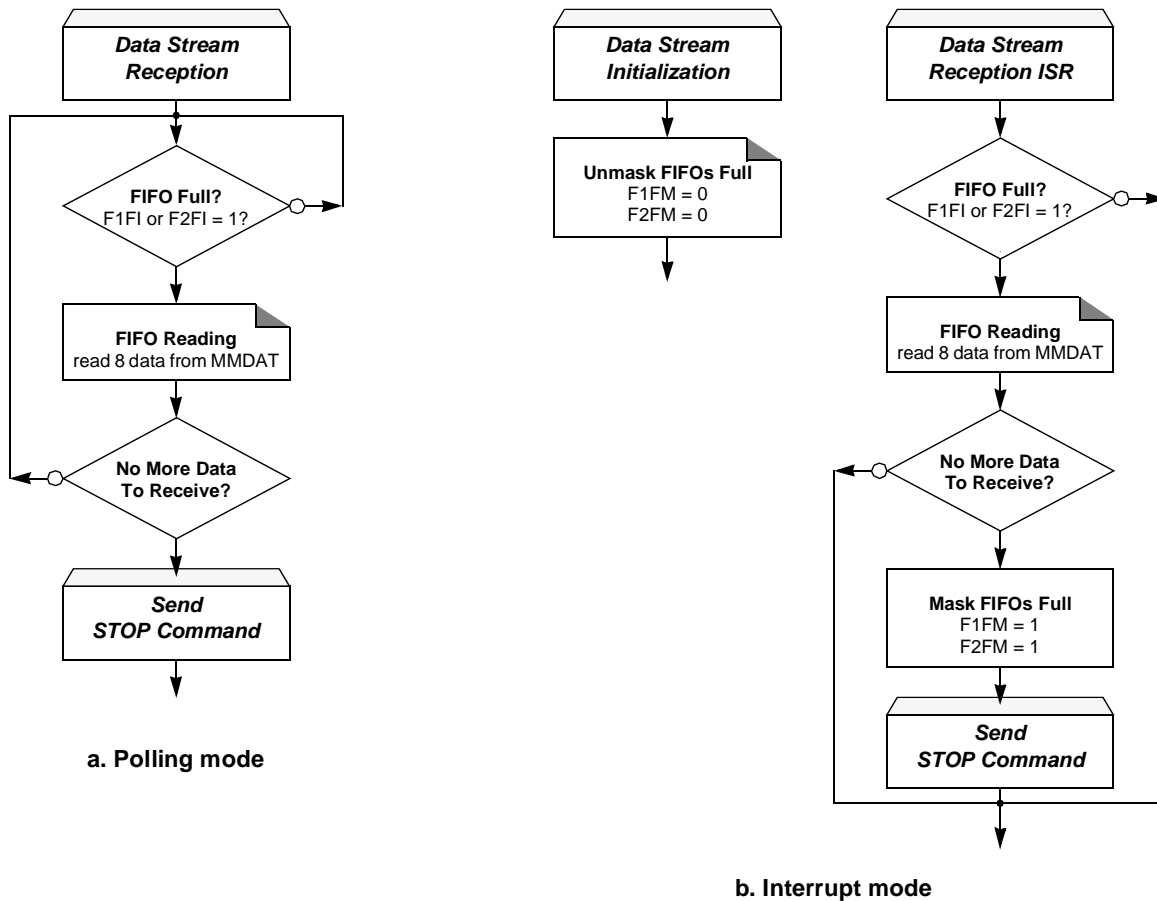 Data Stream
Reception
FIFO Full?
F1FI or F2FI = 1?
FIFO Reading
read 8 data from MMDAT
No More Data
To Receive?
Send
STOP Command
a. Polling mode
Data Stream
Initialization
Unmask FIFOs Full
F1FM = 0
F2FM = 0
Data Stream
Reception ISR
FIFO Full?
F1FI or F2FI = 1?
FIFO Reading
read 8 data from MMDAT
No More Data
To Receive?
Mask FIFOs Full
F1FM = 1
F2FM = 1
Send
STOP Command
b. Interrupt mode